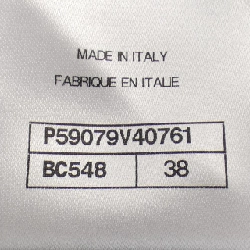 MADE IN ITALY
FABRIQUE EN ITALIE
P59079V40761
BC548 38